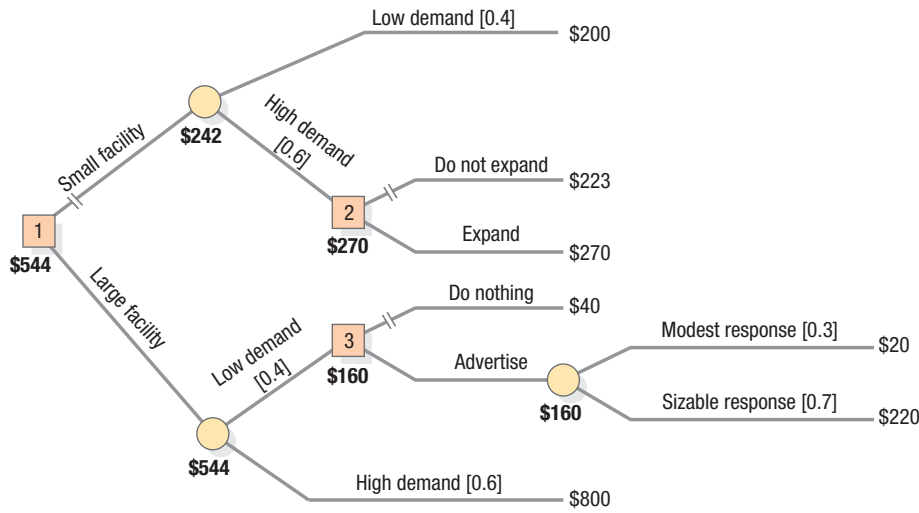 Low demand [0.4]
$200
High demand
[0.6]
$242
Small facility
Do not expand
$223
2
$270
Expand
$270
1
$544
Large facility
Do nothing
$40
Low demand
[0.4]
3
$160
Advertise
Modest response [0.3]
$20
$160
Sizable response [0.7]
$220
$544
High demand [0.6]
$800